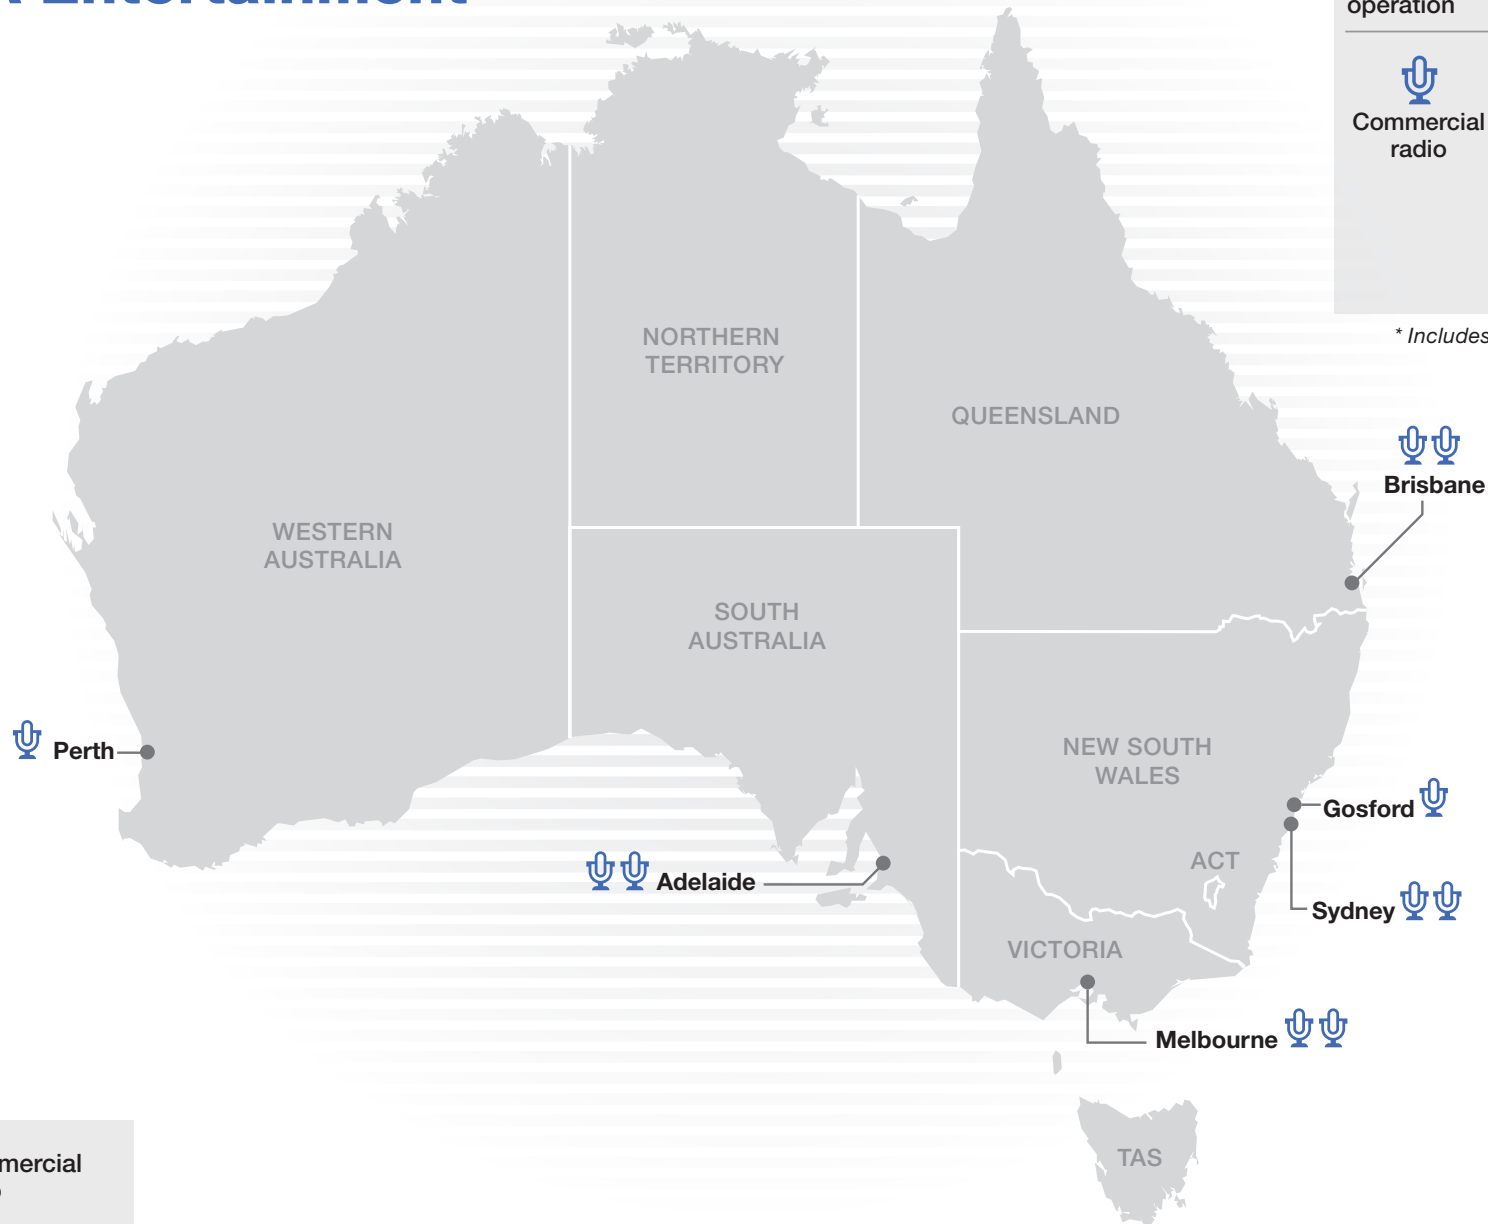 Entertainment
operation
Commercial
radio
* Includes
NORTHERN
TERRITORY
QUEENSLAND
Brisbane
WESTERN
AUSTRALIA
SOUTH
AUSTRALIA
Perth
NEW SOUTH
WALES
Gosford
ACT
Adelaide
Sydney
VICTORIA
Melbourne
TAS
mercial